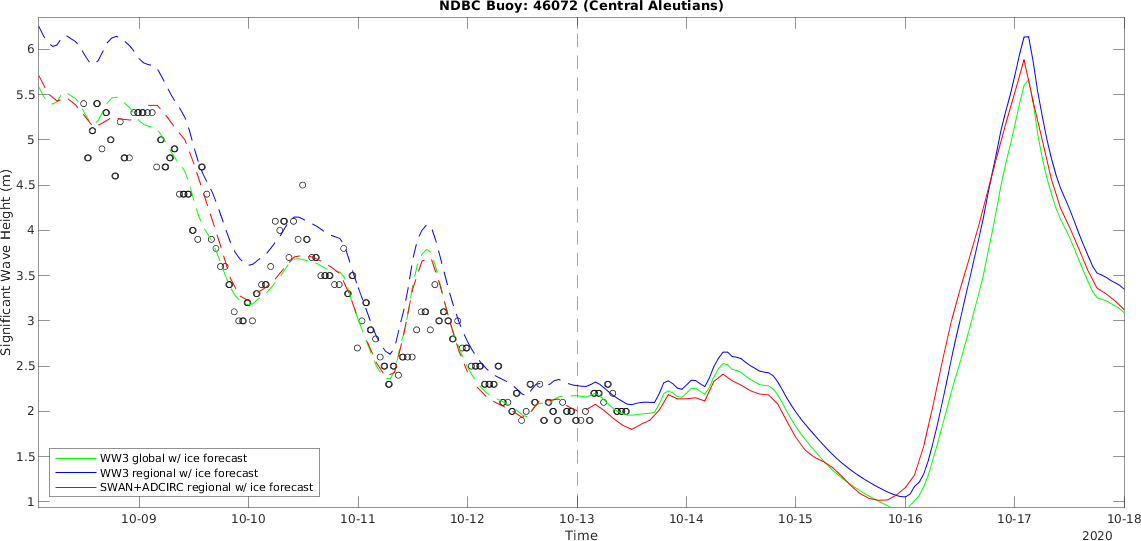 NDBC Buoy: 46072 (Central Aleutians)
Significant Wave Height (m)
6
5.5
5
4.5
4
3.5
3
2.5
2
1.5
1
WW3 global w/ ice forecast
WW3 regional w/ ice forecast
SWAN+ADCIRC regional w/ ice forecast
10-09 10-10 10-11 10-12 10-13 10-14 10-15 10-16 10-17 10-18
Time
2020